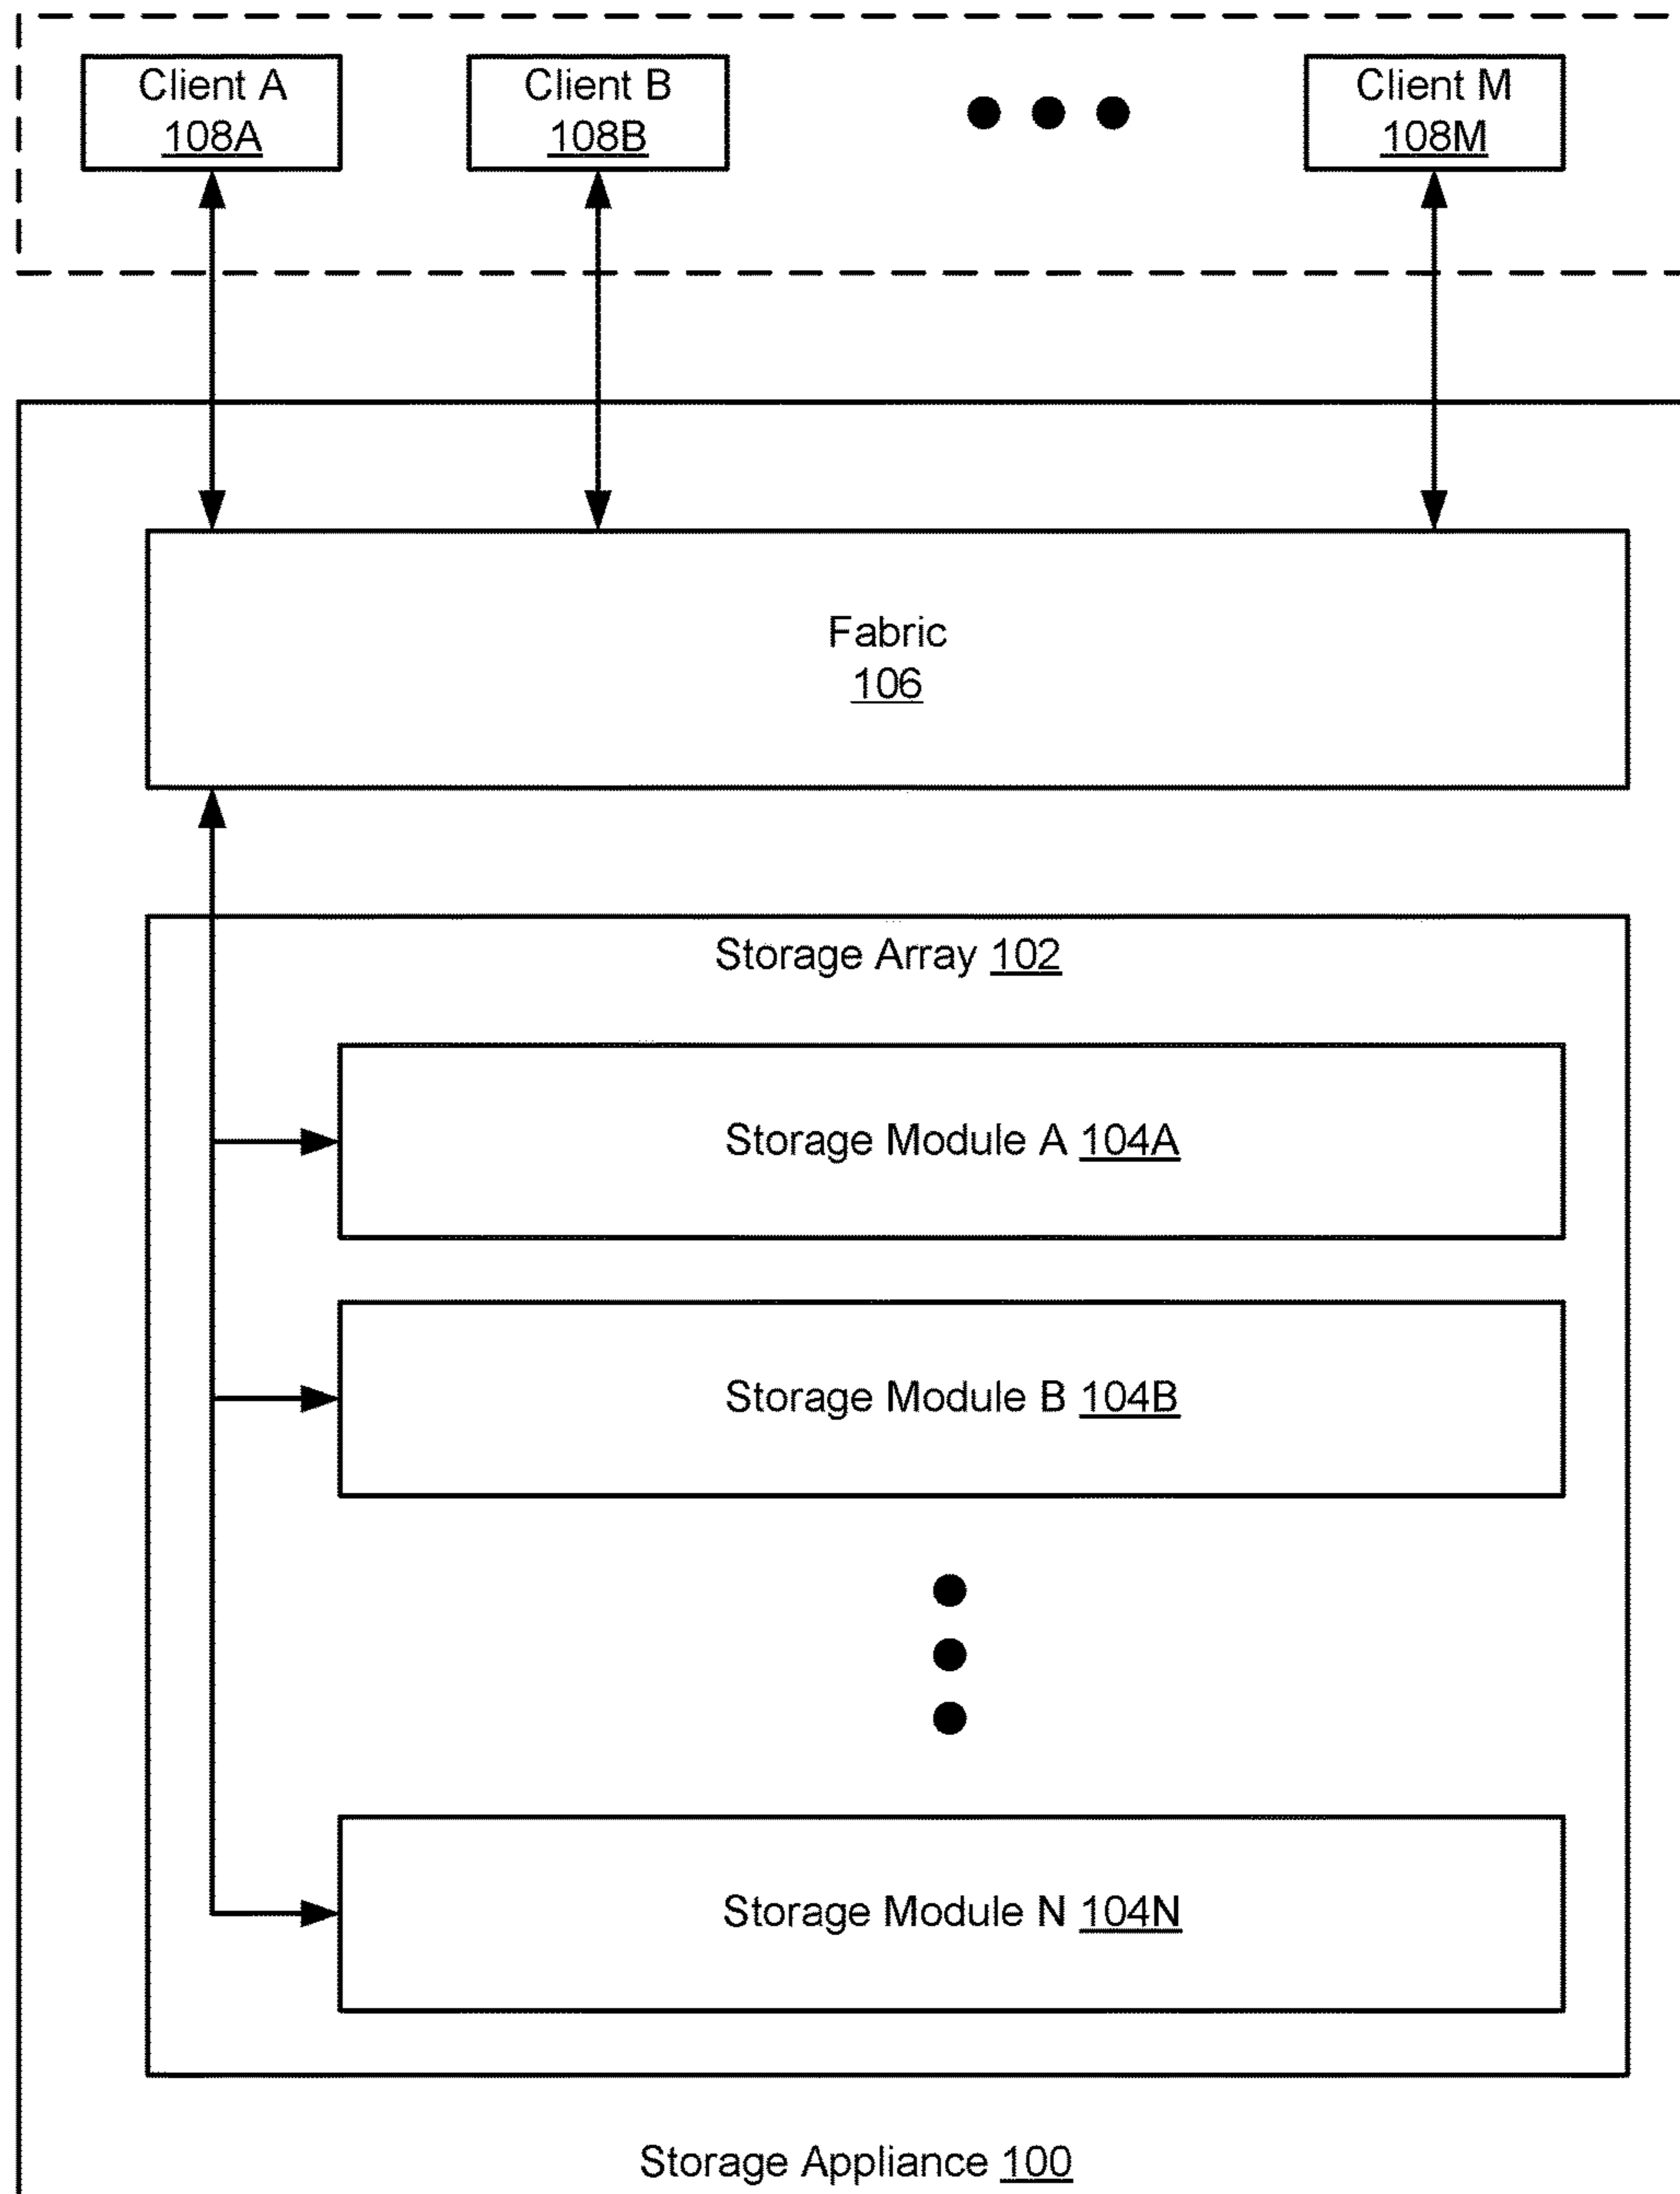 Client A
108A
Client B
108B
Client M
108M
Fabric
106
Storage Array 102
Storage Module A 104A
Storage Module B 104B
Storage Module N 104N
Storage Appliance 100